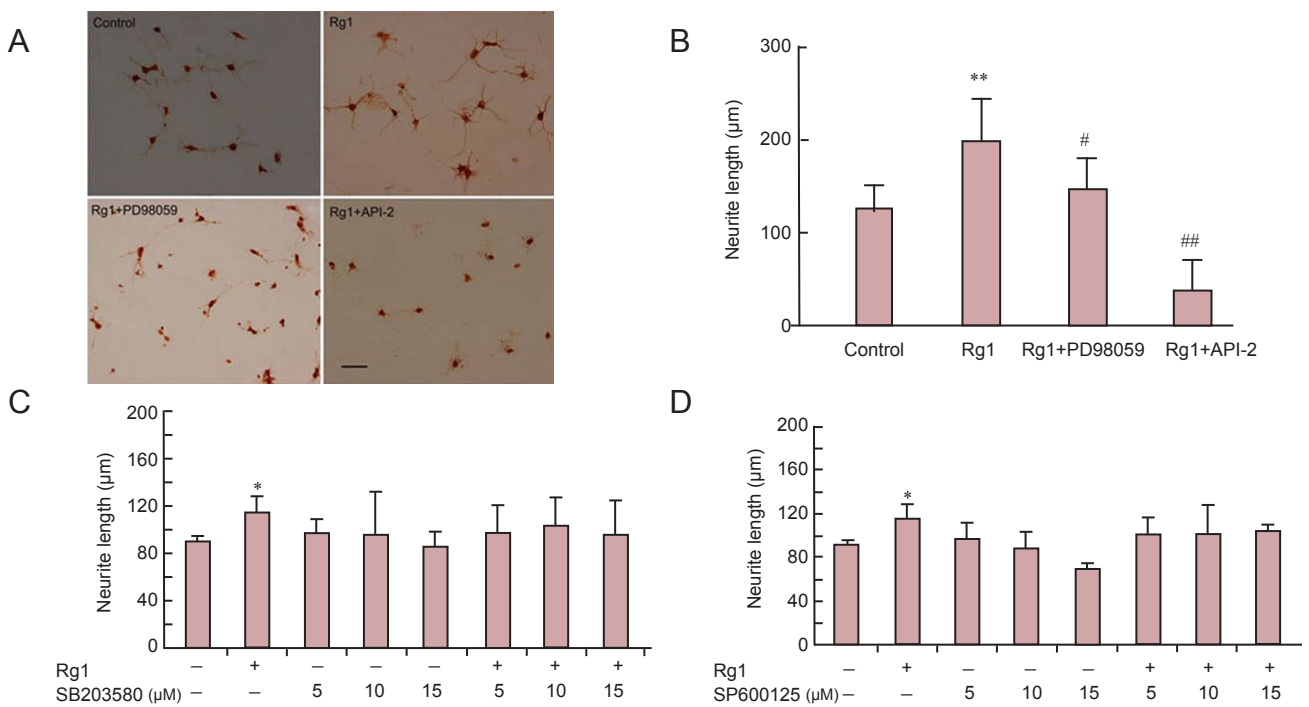 A
Control
Rg1
Rg1+PD98059
Rg1+API-2
B
Neurite length (μm)
300
200
100
0
**
#
##
Control Rg1 Rg1+PD98059 Rg1+API-2
C
Neurite length (μm)
200
160
120
80
40
0
*
Rg1 – + – – – + + +
SB203580 (μM) – – 5 10 15 5 10 15
D
Neurite length (μm)
200
160
120
80
40
0
*
Rg1 – + – – – + + +
SP600125 (μM) – – 5 10 15 5 10 15